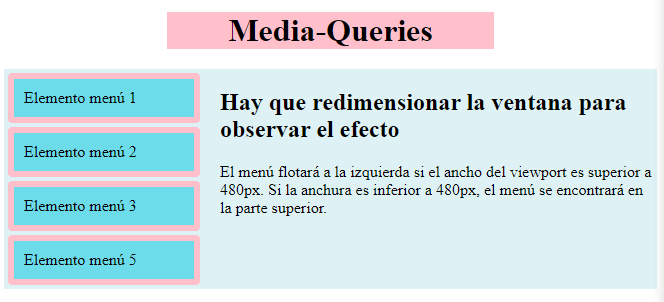 Media-Queries
Elemento menú 1
Elemento menú 2
Elemento menú 3
Elemento menú 5
Hay que redimensionar la ventana para
observar el efecto
El menú flotará a la izquierda si el ancho del viewport es superior a
480px. Si la anchura es inferior a 480px, el menú se encontrará en
la parte superior.